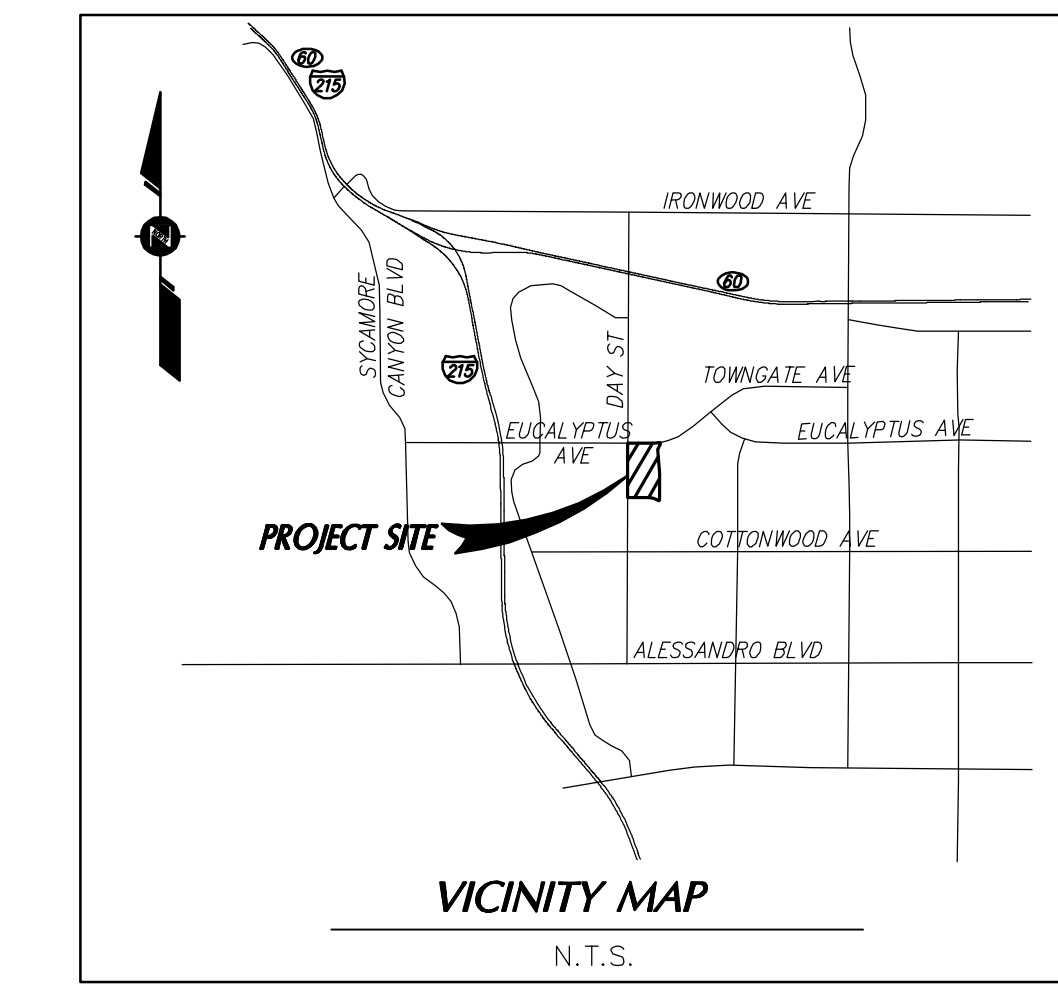 60
215
IRONWOOD AVE
SYCAMORE
CANYON BLVD
60
DAY ST
215
TOWNGATE AVE
EUCALYPTUS
AVE
EUCALYPTUS AVE
PROJECT SITE
COTTONWOOD AVE
ALESSANDRO BLVD
VICINITY MAP
N.T.S.